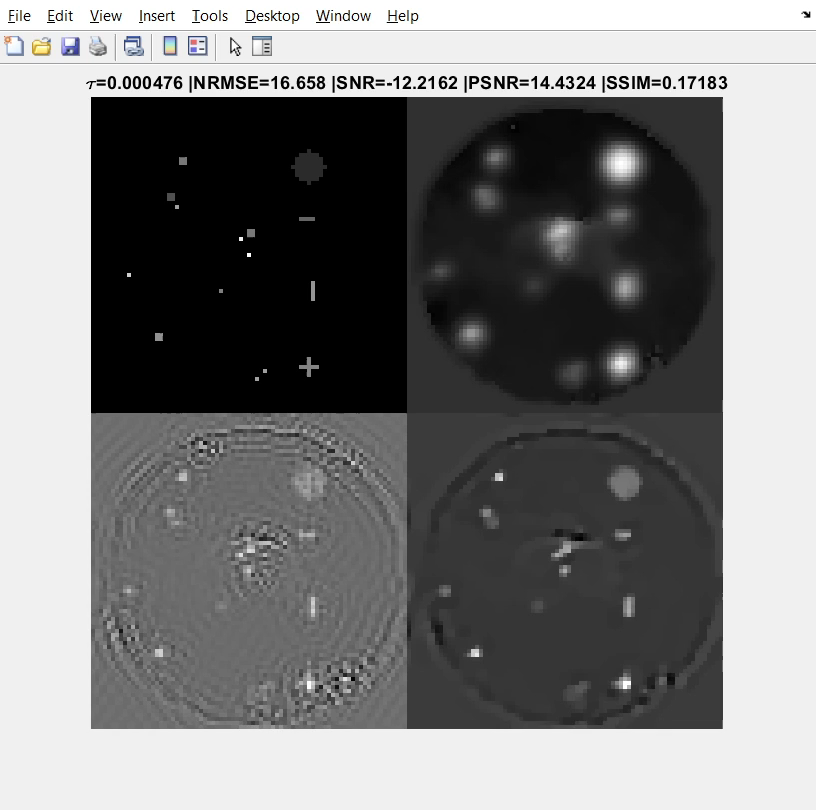 File Edit View Insert Tools Desktop Window Help
τ=0.000476 |NRMSE=16.658 |SNR=-12.2162 |PSNR=14.4324 |SSIM=0.17183